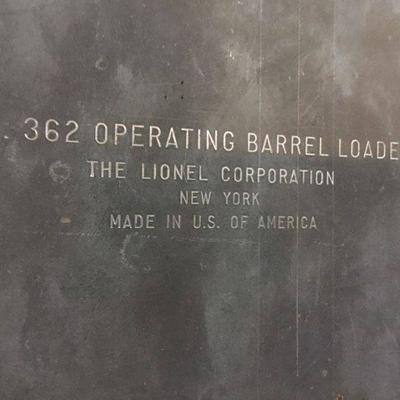 . 362 OPERATING BARREL LOADE
THE LIONEL CORPORATION
NEW YORK
MADE IN U.S. OF AMERICA